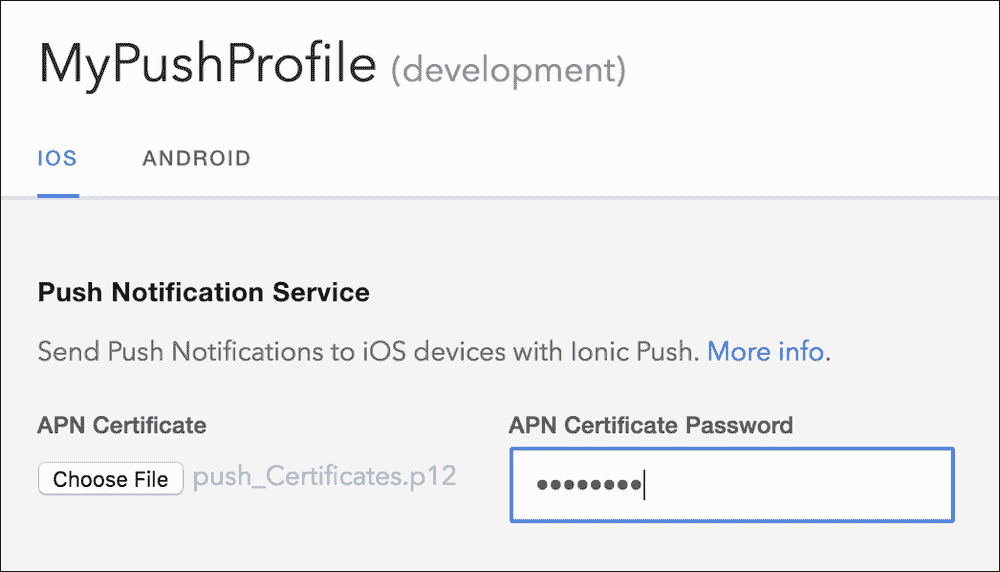 MyPushProfile (development)
IOS ANDROID
Push Notification Service
Send Push Notifications to iOS devices with Ionic Push. More info.
APN Certificate APN Certificate Password
Choose File push_Certificates.p12 ••••••••